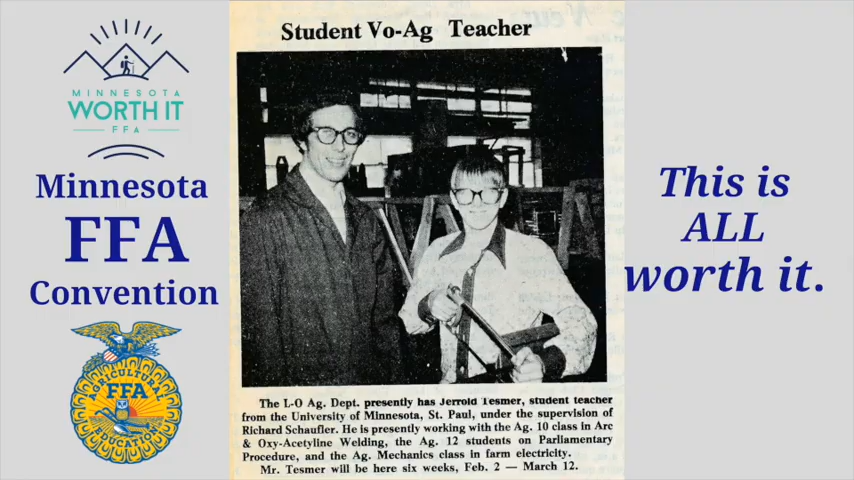 MINNESOTA
WORTH IT
FFA
Minnesota
FFA
Convention
AGRICULTURAL
FFA
EDUCATION
Student Vo-Ag Teacher
The L-O Ag. Dept. presently has Jerrold Tesmer, student teacher
from the University of Minnesota, St. Paul, under the supervision of
Richard Schaufler. He is presently working with the Ag. 10 class in Arc
& Oxy-Acetyline Welding, the Ag. 12 students on Parliamentary
Procedure, and the Ag. Mechanics class in farm electricity.
Mr. Tesmer will be here six weeks, Feb. 2 — March 12.
This is
ALL
worth it.